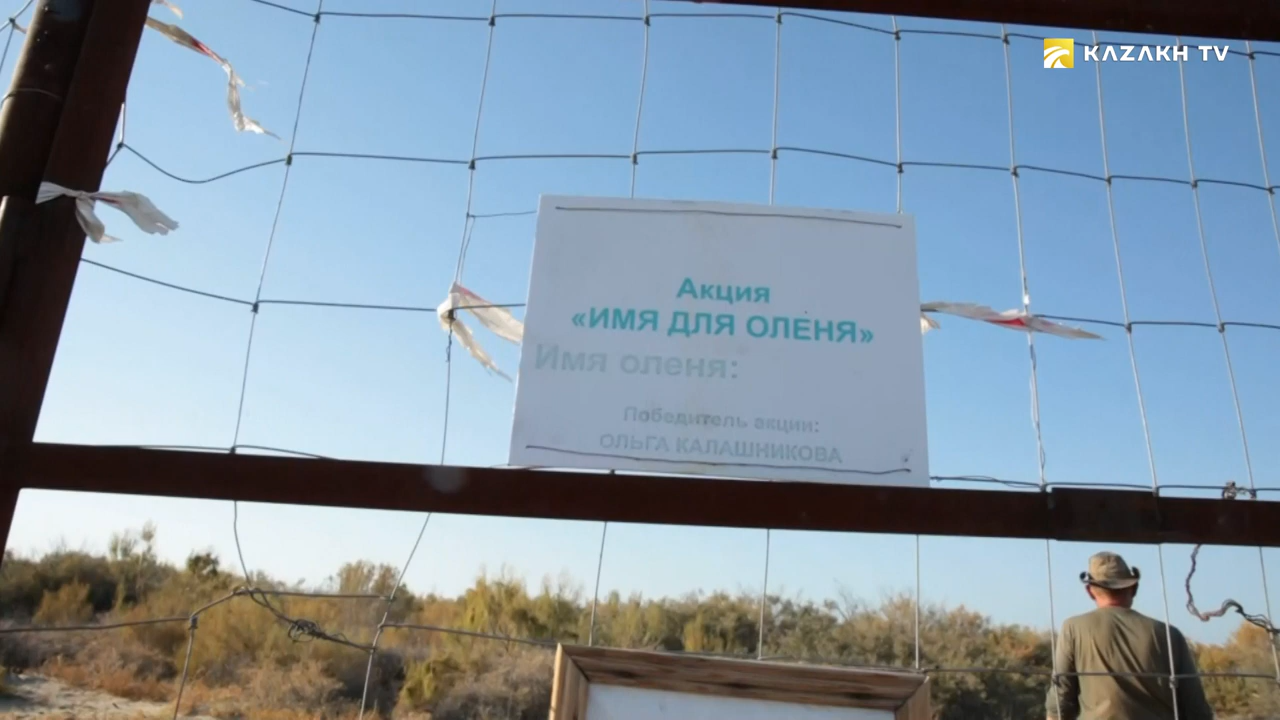 KAZAKH TV
Акция
«ИМЯ ДЛЯ ОЛЕНЯ»
Имя оленя:
Победитель акции:
ОЛЬГА КАЛАШНИКОВА